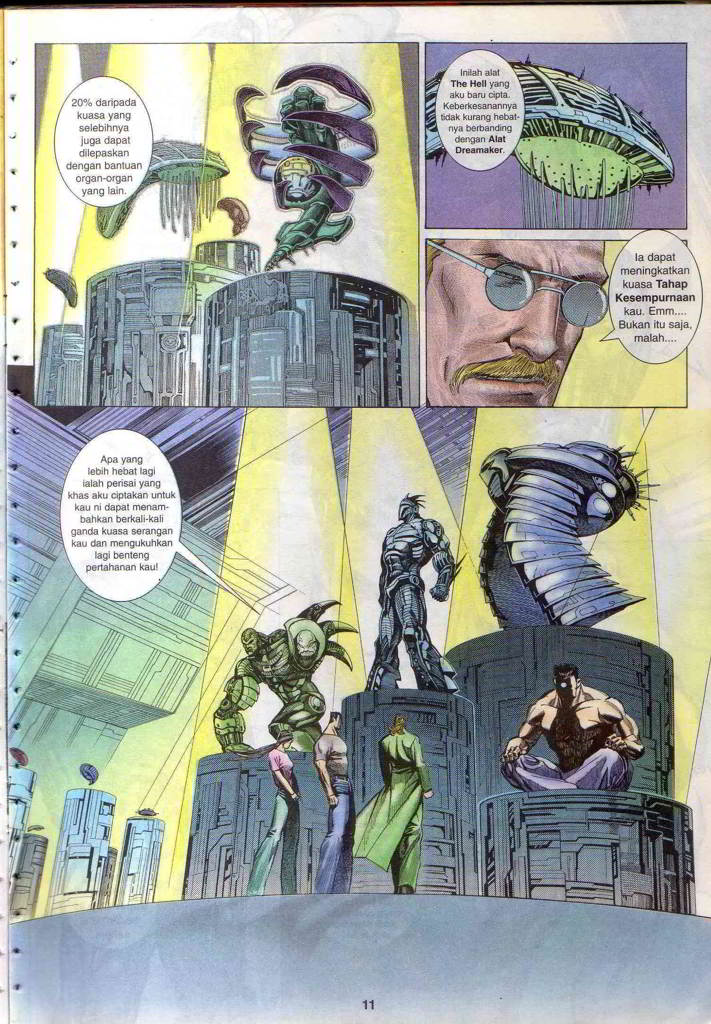 20% daripada
kuasa yang
selebihnya
juga dapat
dilepaskan
dengan bantuan
organ-organ
yang lain.
Inilah alat
The Hell yang
aku baru cipta.
Keberkesanannya
tidak kurang hebat-
nya berbanding
dengan Alat
Dreamaker.
Ia dapat
meningkatkan
kuasa Tahap
Kesempurnaan
kau. Emm....
Bukan itu saja,
malah....
Apa yang
lebih hebat lagi
ialah perisai yang
khas aku ciptakan untuk
kau ni dapat menam-
bahkan berkali-kali
ganda kuasa serangan
kau dan mengukuhkan
lagi benteng
pertahanan kau!
11